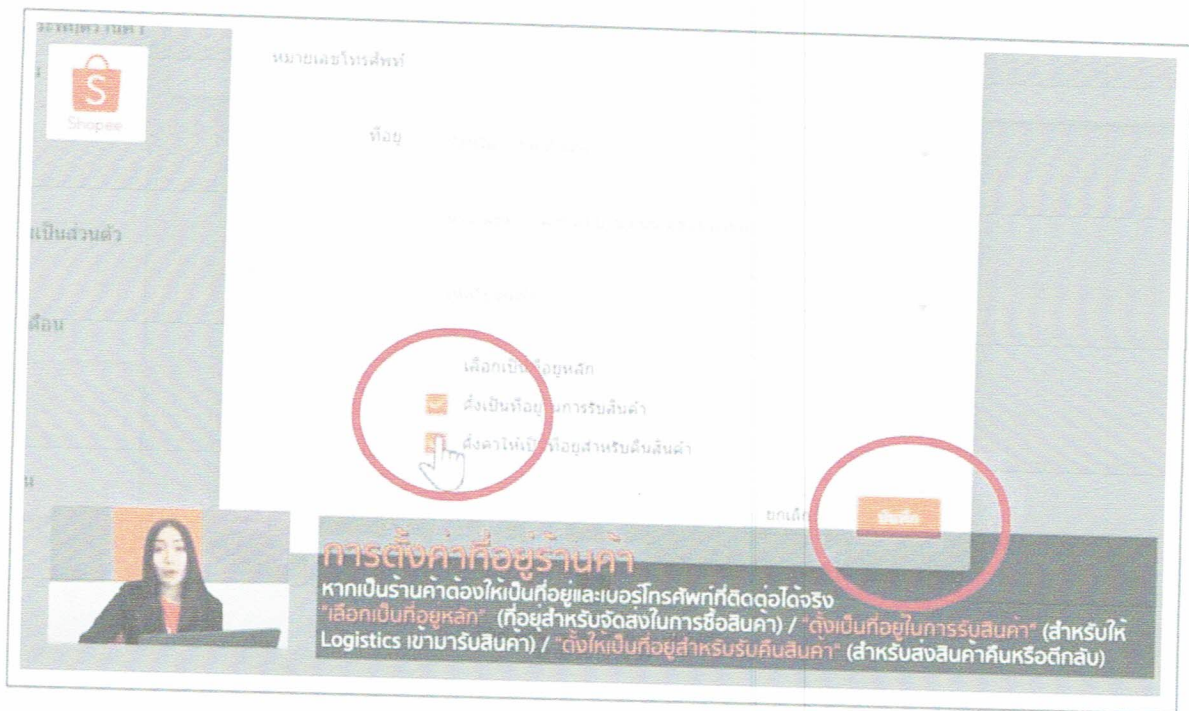 Shopee
หมายเลขโทรศัพท์
ที่อยู่
เป็นส่วนตัว
เลือกเป็นที่อยู่หลัก
ตั้งเป็นที่อยู่ในการรับสินค้า
ตั้งค่าให้เป็นที่อยู่สำหรับคืนสินค้า
ยกเลิก
บันทึก
การตั้งค่าที่อยู่ร้านค้า
หากเป็นร้านค้าต้องให้เป็นที่อยู่และเบอร์โทรศัพท์ที่ติดต่อได้จริง
"เลือกเป็นที่อยู่หลัก" (ที่อยู่สำหรับจัดส่งในการซื้อสินค้า) / "ตั้งเป็นที่อยู่ในการรับสินค้า" (สำหรับให้
Logistics เข้ามารับสินค้า) / "ตั้งให้เป็นที่อยู่สำหรับรับคืนสินค้า" (สำหรับส่งสินค้าคืนหรือตีกลับ)